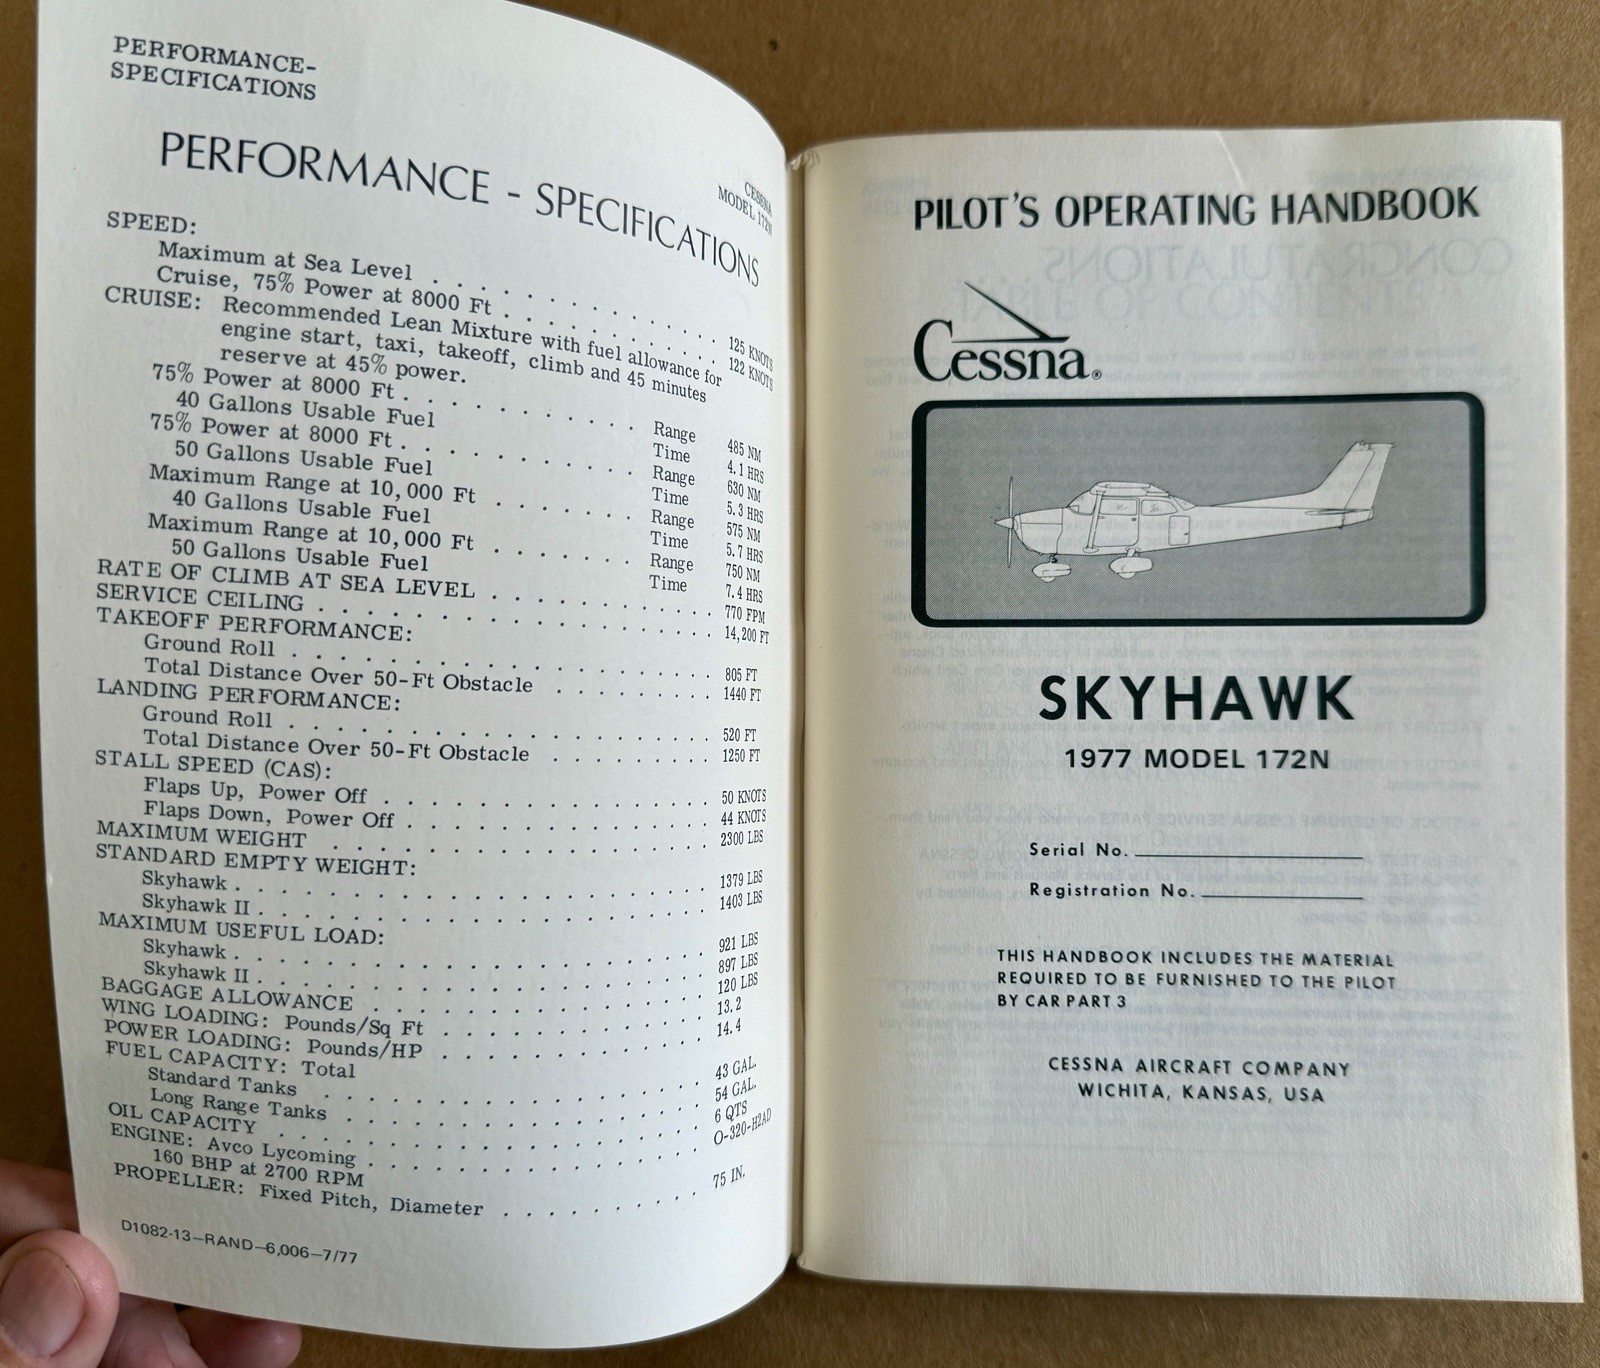 PERFORMANCE-
SPECIFICATIONS
CESSNA
MODEL 172N
PERFORMANCE - SPECIFICATIONS
SPEED:
Maximum at Sea Level . . . . . . . . . . . . . . . . 125 KNOTS
Cruise, 75% Power at 8000 Ft . . . . . . . . . . . . 122 KNOTS
CRUISE: Recommended Lean Mixture with fuel allowance for
engine start, taxi, takeoff, climb and 45 minutes
reserve at 45% power.
75% Power at 8000 Ft . . . . . . . . . . . Range 485 NM
40 Gallons Usable Fuel Time 4.1 HRS
75% Power at 8000 Ft . . . . . . . . . . . Range 630 NM
50 Gallons Usable Fuel Time 5.3 HRS
Maximum Range at 10,000 Ft . . . . . . . Range 575 NM
40 Gallons Usable Fuel Time 5.7 HRS
Maximum Range at 10,000 Ft . . . . . . . Range 750 NM
50 Gallons Usable Fuel Time 7.4 HRS
RATE OF CLIMB AT SEA LEVEL . . . . . . . . . . . 770 FPM
SERVICE CEILING . . . . . . . . . . . . . . . . . . . 14,200 FT
TAKEOFF PERFORMANCE:
Ground Roll . . . . . . . . . . . . . . . . . . . . 805 FT
Total Distance Over 50-Ft Obstacle . . . . . . . . 1440 FT
LANDING PERFORMANCE:
Ground Roll . . . . . . . . . . . . . . . . . . . . 520 FT
Total Distance Over 50-Ft Obstacle . . . . . . . . 1250 FT
STALL SPEED (CAS):
Flaps Up, Power Off . . . . . . . . . . . . . . . . 50 KNOTS
Flaps Down, Power Off . . . . . . . . . . . . . . . 44 KNOTS
MAXIMUM WEIGHT . . . . . . . . . . . . . . . . . . 2300 LBS
STANDARD EMPTY WEIGHT:
Skyhawk . . . . . . . . . . . . . . . . . . . . . . 1379 LBS
Skyhawk II . . . . . . . . . . . . . . . . . . . . . 1403 LBS
MAXIMUM USEFUL LOAD:
Skyhawk . . . . . . . . . . . . . . . . . . . . . . 921 LBS
Skyhawk II . . . . . . . . . . . . . . . . . . . . . 897 LBS
BAGGAGE ALLOWANCE . . . . . . . . . . . . . . . . 120 LBS
WING LOADING: Pounds/Sq Ft . . . . . . . . . . . . 13.2
POWER LOADING: Pounds/HP . . . . . . . . . . . . . 14.4
FUEL CAPACITY: Total
Standard Tanks . . . . . . . . . . . . . . . . . . 43 GAL.
Long Range Tanks . . . . . . . . . . . . . . . . . 54 GAL.
OIL CAPACITY . . . . . . . . . . . . . . . . . . . . 6 QTS
ENGINE: Avco Lycoming . . . . . . . . . . . . . . . O-320-H2AD
160 BHP at 2700 RPM
PROPELLER: Fixed Pitch, Diameter . . . . . . . . . . 75 IN.
D1082-13—RAND—6,006—7/77
PILOT'S OPERATING HANDBOOK
Cessna®
SKYHAWK
1977 MODEL 172N
Serial No.
Registration No.
THIS HANDBOOK INCLUDES THE MATERIAL
REQUIRED TO BE FURNISHED TO THE PILOT
BY CAR PART 3
CESSNA AIRCRAFT COMPANY
WICHITA, KANSAS, USA